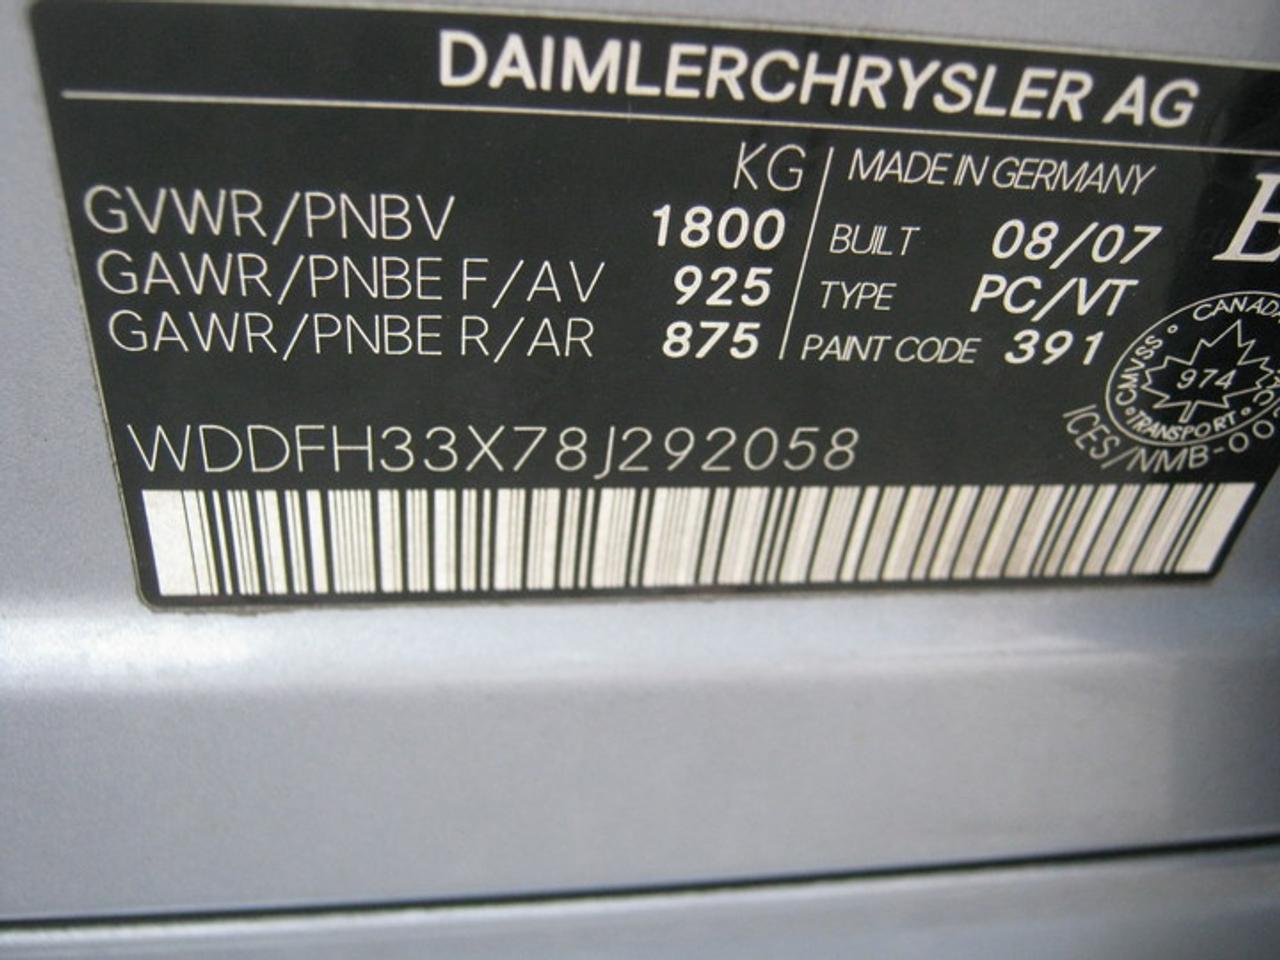 DAIMLERCHRYSLER AG
KG
GVWR/PNBV 1800
GAWR/PNBE F/AV 925
GAWR/PNBE R/AR 875
MADE IN GERMANY
BUILT 08/07
TYPE PC/VT
PAINT CODE 391
WDDFH33X78J292058
CMVSS
974
TRANSPORT
ICES/NMB-00